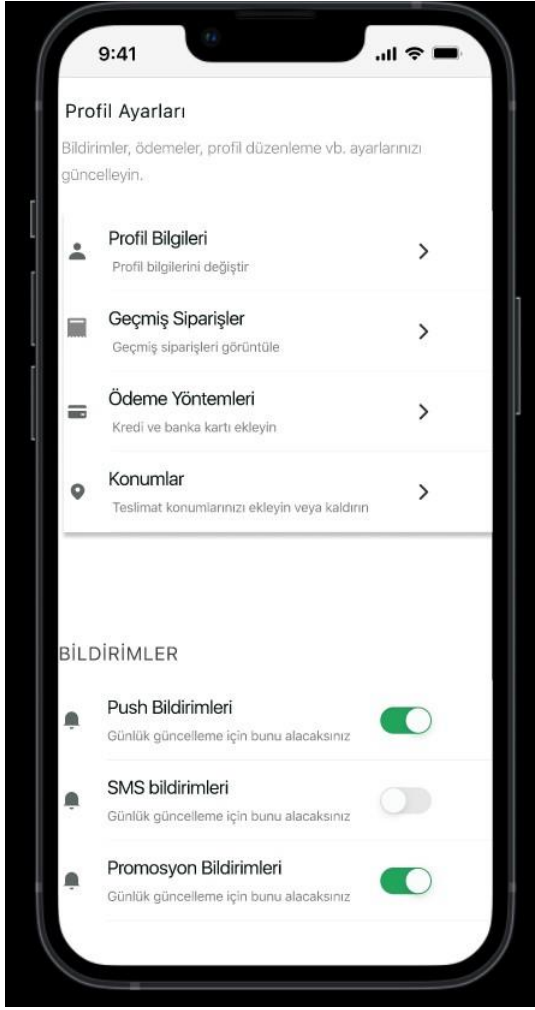 9:41
Profil Ayarları
Bildirimler, ödemeler, profil düzenleme vb. ayarlarınızı
güncelleyin.
Profil Bilgileri
Profil bilgilerini değiştir
Geçmiş Siparişler
Geçmiş siparişleri görüntüle
Ödeme Yöntemleri
Kredi ve banka kartı ekleyin
Konumlar
Teslimat konumlarınızı ekleyin veya kaldırın
BİLDİRİMLER
Push Bildirimleri
Günlük güncelleme için bunu alacaksınız
SMS bildirimleri
Günlük güncelleme için bunu alacaksınız
Promosyon Bildirimleri
Günlük güncelleme için bunu alacaksınız